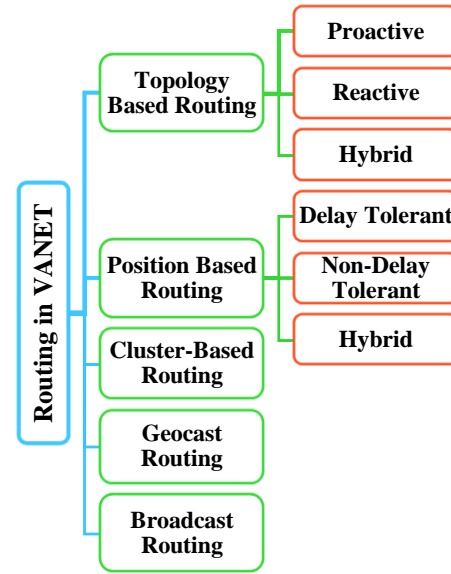 Routing in VANET
Topology
Based Routing
Proactive
Reactive
Hybrid
Position Based
Routing
Delay Tolerant
Non-Delay
Tolerant
Hybrid
Cluster-Based
Routing
Geocast
Routing
Broadcast
Routing